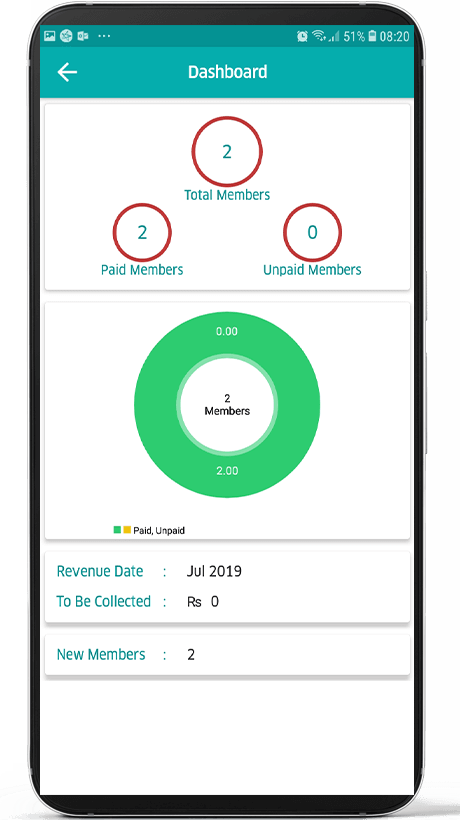 51% 08:20
Dashboard
2
Total Members
2 0
Paid Members Unpaid Members
0.00
2
Members
2.00
Paid, Unpaid
Revenue Date : Jul 2019
To Be Collected : Rs 0
New Members : 2